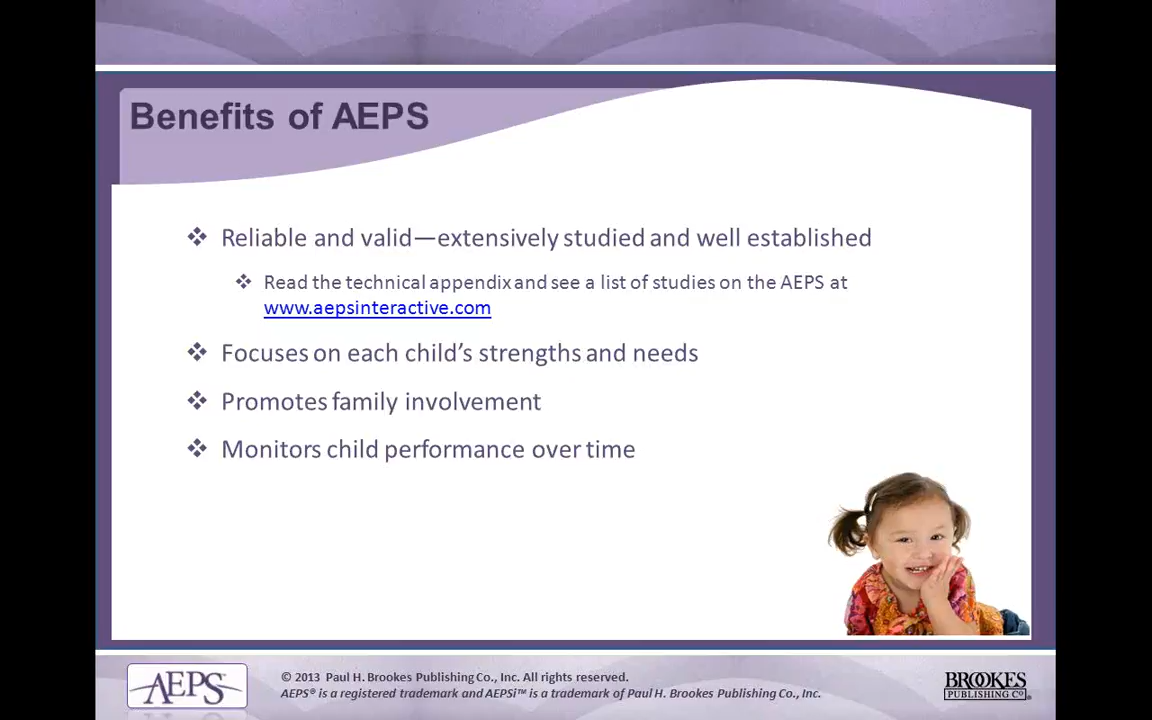 Benefits of AEPS
❖ Reliable and valid—extensively studied and well established
❖ Read the technical appendix and see a list of studies on the AEPS at
www.aepsinteractive.com
❖ Focuses on each child’s strengths and needs
❖ Promotes family involvement
❖ Monitors child performance over time
AEPS
© 2013 Paul H. Brookes Publishing Co., Inc. All rights reserved.
AEPS® is a registered trademark and AEPSi™ is a trademark of Paul H. Brookes Publishing Co., Inc.
BROOKES
PUBLISHING CO®